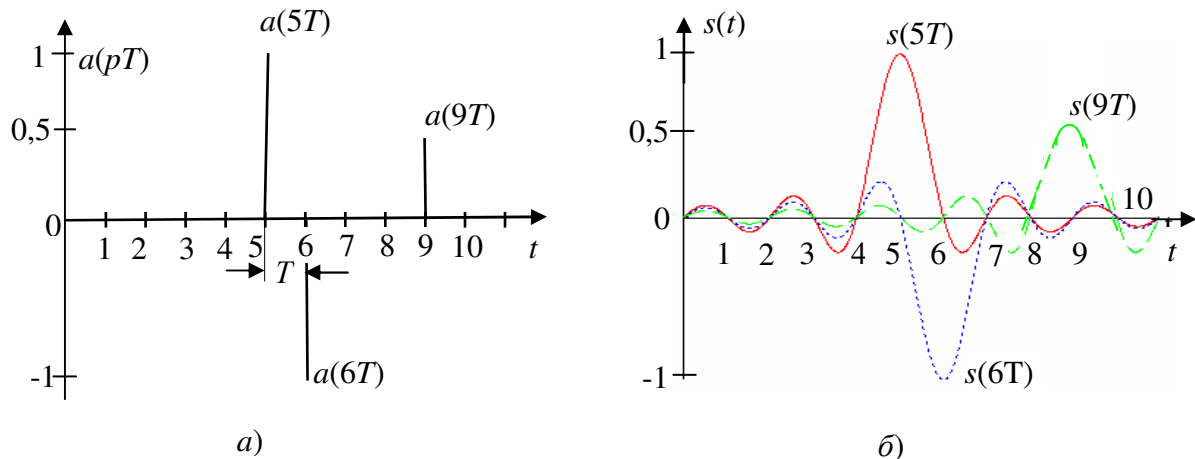 a(5T)
1
a(pT)
a(9T)
0,5
0
1 2 3 4 5 6 7 8 9 10 t
T
-1
a(6T)
а)
s(t)
s(5T)
1
s(9T)
0,5
10
0
1 2 3 4 5 6 7 8 9 t
-1
s(6T)
б)